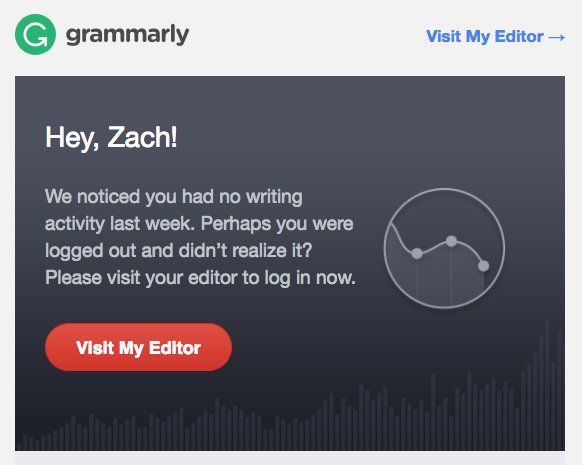 grammarly
Visit My Editor →
Hey, Zach!
We noticed you had no writing
activity last week. Perhaps you were
logged out and didn’t realize it?
Please visit your editor to log in now.
Visit My Editor